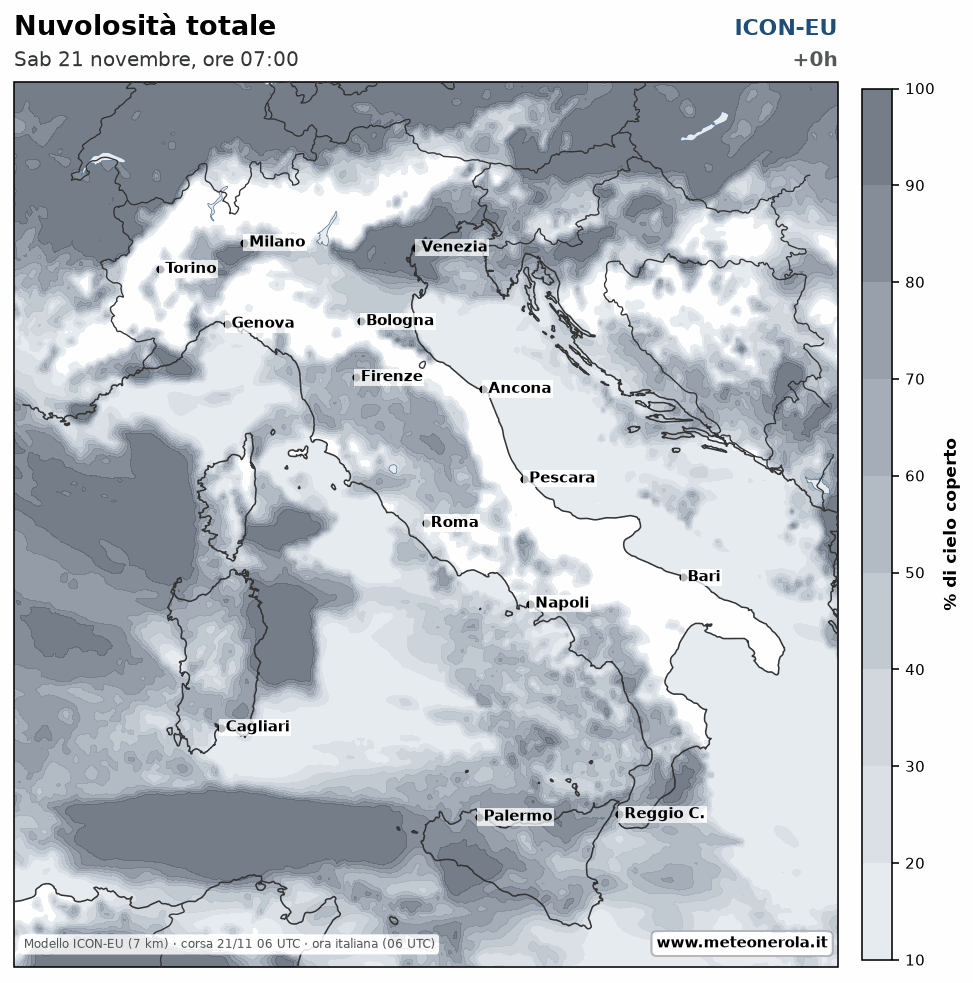 Nuvolosità totale
ICON-EU
Sab 21 novembre, ore 07:00
+0h
Milano
Venezia
Torino
Genova
Bologna
Firenze
Ancona
Pescara
Roma
Bari
Napoli
Cagliari
Palermo
Reggio C.
100
90
80
70
60
50
40
30
20
10
% di cielo coperto
Modello ICON-EU (7 km) · corsa 21/11 06 UTC · ora italiana (06 UTC)
www.meteonerola.it